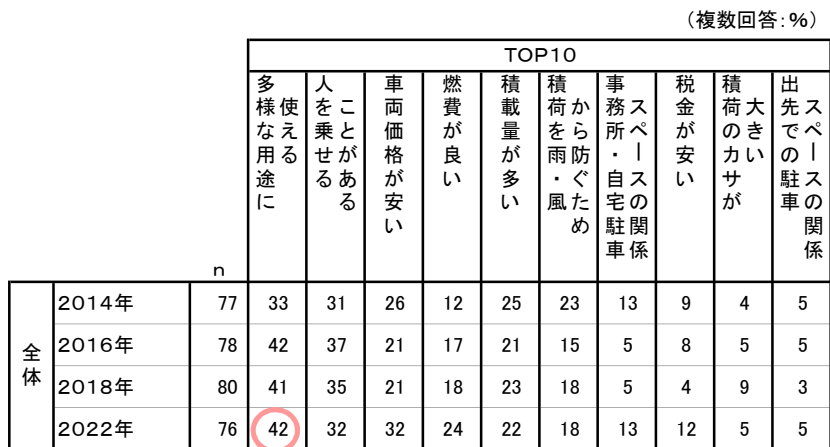 （複数回答：％）
TOP10
多様な用途に
使える
人を乗せる
ことがある
車両価格が安い
燃費が良い
積載量が多い
積荷を雨・風
から防ぐため
事務所・自宅駐車
スペースの関係
税金が安い
積荷のカサが
大きい
出先での駐車
スペースの関係
n
全体
2014年 77 33 31 26 12 25 23 13 9 4 5
2016年 78 42 37 21 17 21 15 5 8 5 5
2018年 80 41 35 21 18 23 18 5 4 9 3
2022年 76 42 32 32 24 22 18 13 12 5 5